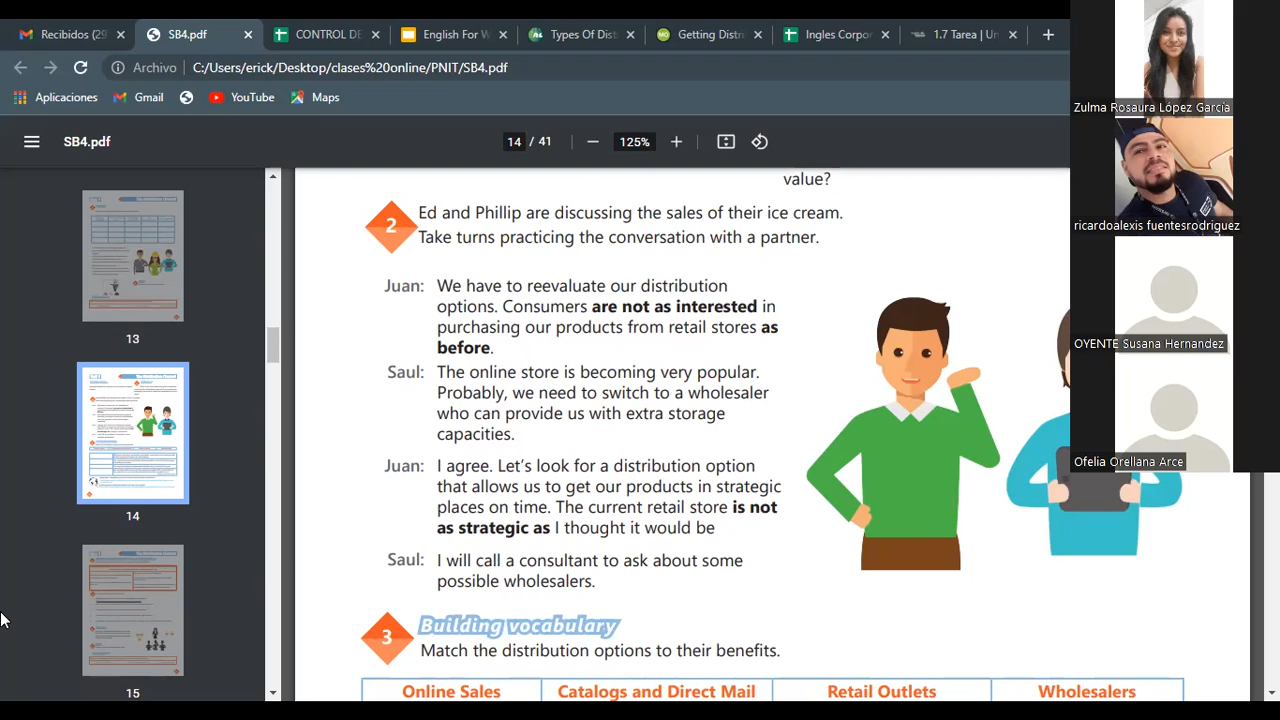 Recibidos (29
SB4.pdf
CONTROL DE
English For W
Types Of Dist
Getting Distri
Ingles Corpor
1.7 Tarea | Un
Archivo
C:/Users/erick/Desktop/clases%20online/PNIT/SB4.pdf
Aplicaciones
Gmail
YouTube
Maps
SB4.pdf
14 / 41
125%
13
14
15
value?
2
Ed and Phillip are discussing the sales of their ice cream.
Take turns practicing the conversation with a partner.
Juan: We have to reevaluate our distribution
options. Consumers are not as interested in
purchasing our products from retail stores as
before.
Saul: The online store is becoming very popular.
Probably, we need to switch to a wholesaler
who can provide us with extra storage
capacities.
Juan: I agree. Let's look for a distribution option
that allows us to get our products in strategic
places on time. The current retail store is not
as strategic as I thought it would be
Saul: I will call a consultant to ask about some
possible wholesalers.
3
Building vocabulary
Match the distribution options to their benefits.
Online Sales
Catalogs and Direct Mail
Retail Outlets
Wholesalers
Zulma Rosaura López García
ricardoalexis fuentesrodriguez
OYENTE Susana Hernandez
Ofelia Orellana Arce